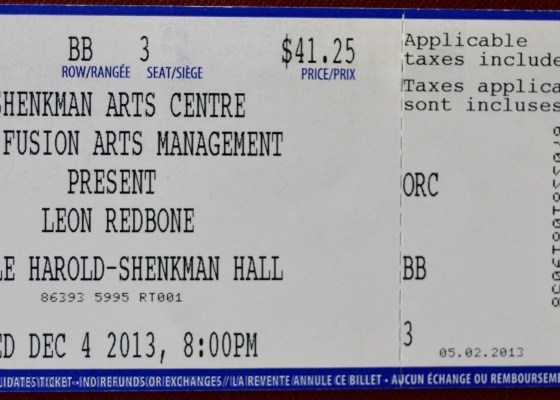 BB 3 $41.25
ROW/RANGÉE SEAT/SIÈGE PRICE/PRIX
SHENKMAN ARTS CENTRE
FUSION ARTS MANAGEMENT
PRESENT
LEON REDBONE
LE HAROLD-SHENKMAN HALL
86393 5995 RT001
ED DEC 4 2013, 8:00PM
IDATES TICKET • NO REFUNDS OR EXCHANGES // LA REVENTE ANNULE CE BILLET • AUCUN ÉCHANGE OU REMBOURSEME
Applicable
taxes include
Taxes applica
sont incluses
ORC
BB
3
05.02.2013